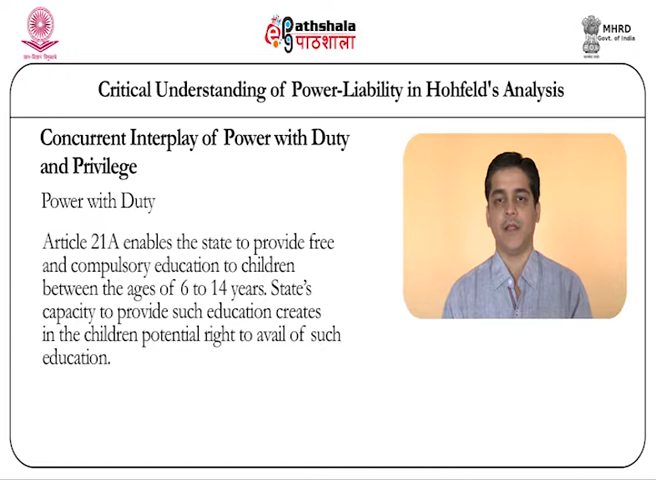 Pathshala
पाठशाला
MHRD
Govt. of India
Critical Understanding of Power-Liability in Hohfeld's Analysis
Concurrent Interplay of Power with Duty
and Privilege
Power with Duty
Article 21A enables the state to provide free
and compulsory education to children
between the ages of 6 to 14 years. State's
capacity to provide such education creates
in the children potential right to avail of such
education.